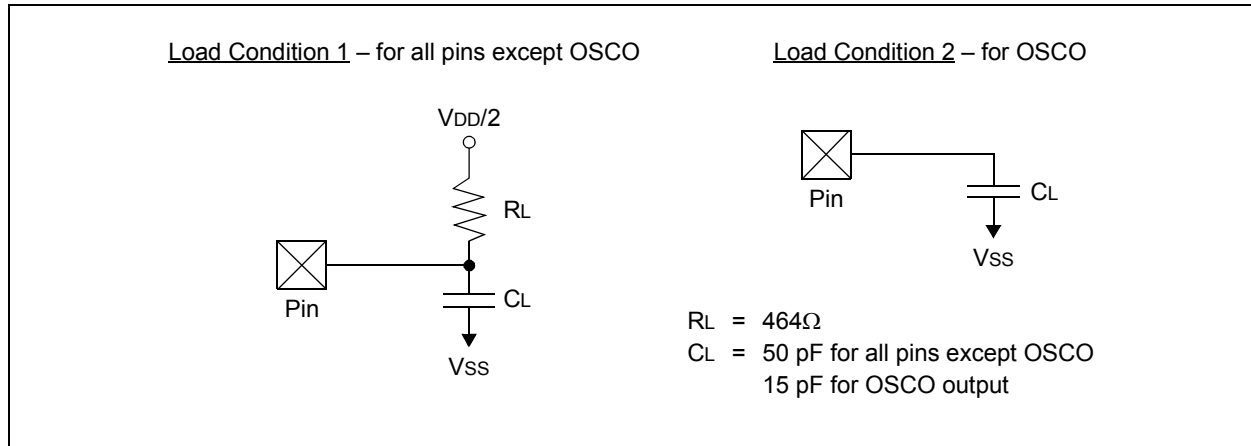 Load Condition 1 – for all pins except OSCO
VDD/2
RL
Pin
CL
VSS
Load Condition 2 – for OSCO
Pin
CL
VSS
RL = 464Ω
CL = 50 pF for all pins except OSCO
15 pF for OSCO output